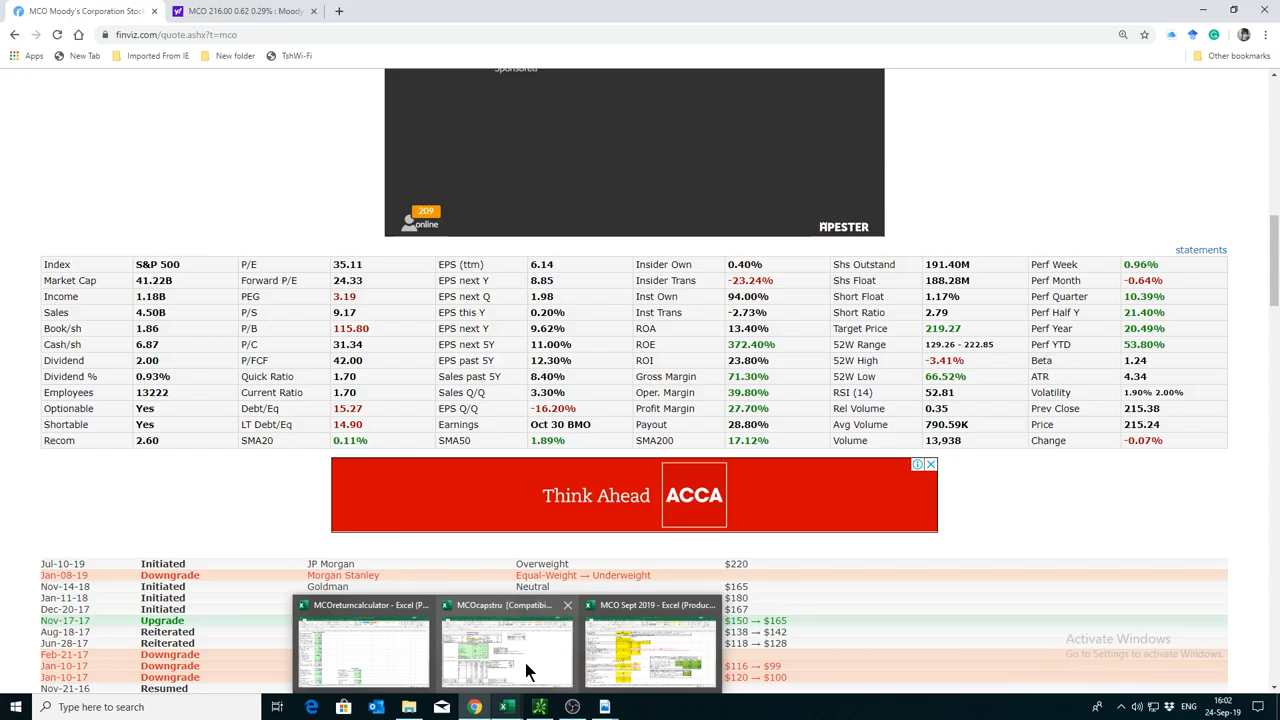 MCO Moody's Corporation Stock
MCO 216.00 0.62 0.29% : Moody
finviz.com/quote.ashx?t=mco
Apps New Tab Imported From IE New folder TshWi-Fi Other bookmarks
Sponsored
209
online
APESTER
statements
Index S&P 500 P/E 35.11 EPS (ttm) 6.14 Insider Own 0.40% Shs Outstand 191.40M Perf Week 0.96%
Market Cap 41.22B Forward P/E 24.33 EPS next Y 8.85 Insider Trans -23.24% Shs Float 188.28M Perf Month -0.64%
Income 1.18B PEG 3.19 EPS next Q 1.98 Inst Own 94.00% Short Float 1.17% Perf Quarter 10.39%
Sales 4.50B P/S 9.17 EPS this Y 0.20% Inst Trans -2.73% Short Ratio 2.79 Perf Half Y 21.40%
Book/sh 1.86 P/B 115.80 EPS next Y 9.62% ROA 13.40% Target Price 219.27 Perf Year 20.49%
Cash/sh 6.87 P/C 31.34 EPS next 5Y 11.00% ROE 372.40% 52W Range 129.26 - 222.85 Perf YTD 53.80%
Dividend 2.00 P/FCF 42.00 EPS past 5Y 12.30% ROI 23.80% 52W High -3.41% Beta 1.24
Dividend % 0.93% Quick Ratio 1.70 Sales past 5Y 8.40% Gross Margin 71.30% 52W Low 66.52% ATR 4.34
Employees 13222 Current Ratio 1.70 Sales Q/Q 3.30% Oper. Margin 39.80% RSI (14) 52.81 Volatility 1.90% 2.00%
Optionable Yes Debt/Eq 15.27 EPS Q/Q -16.20% Profit Margin 27.70% Rel Volume 0.35 Prev Close 215.38
Shortable Yes LT Debt/Eq 14.90 Earnings Oct 30 BMO Payout 28.80% Avg Volume 790.59K Price 215.24
Recom 2.60 SMA20 0.11% SMA50 1.89% SMA200 17.12% Volume 13,938 Change -0.07%
Think Ahead ACCA
Jul-10-19 Initiated JP Morgan Overweight $220
Jan-08-19 Downgrade Morgan Stanley Equal-Weight → Underweight
Nov-14-18 Initiated Goldman Neutral $165
Jan-11-18 Initiated $180
Dec-20-17 Initiated $167
Nov-17-17 Upgrade $150 → $165
Aug-18-17 Reiterated $138 → $142
Jun-28-17 Reiterated $118 → $128
Feb-21-17 Downgrade
Jan-10-17 Downgrade $116 → $99
Jan-10-17 Downgrade $120 → $100
Nov-21-16 Resumed
MCOreturncalculator - Excel (P...
MCOcapstru [Compatibi...
MCO Sept 2019 - Excel (Produc...
Activate Windows
Go to Settings to activate Windows.
Type here to search
ENG
16:02
24-Sep-19